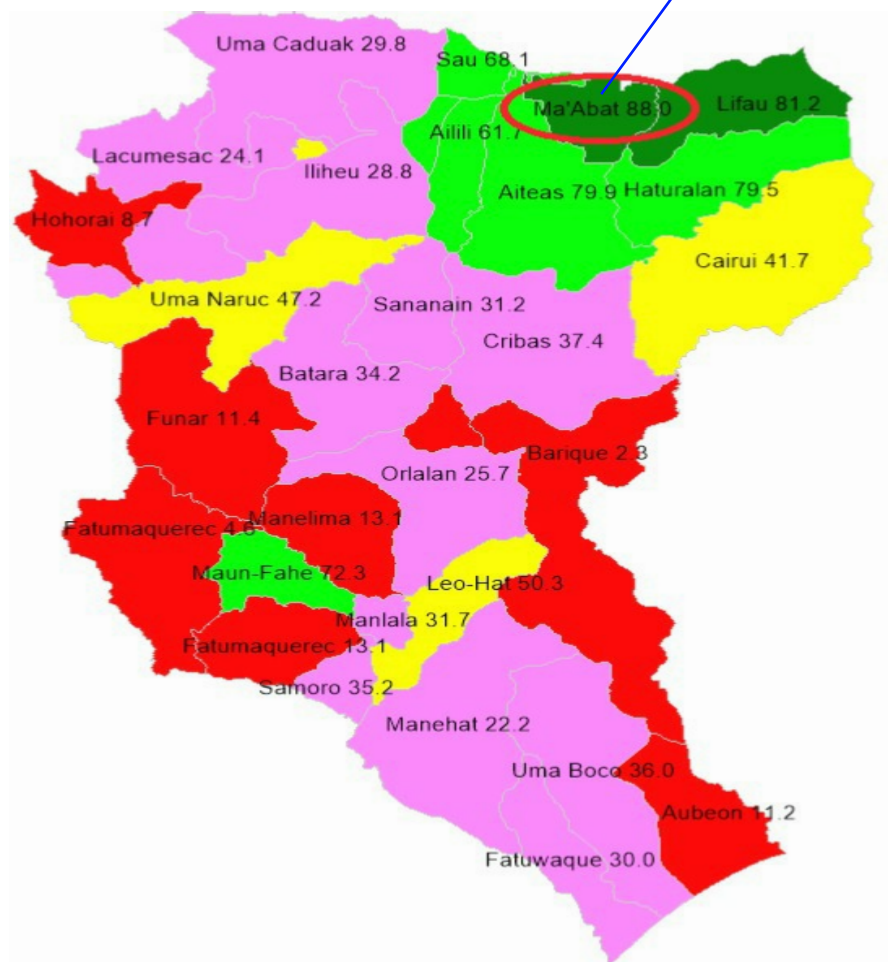 Uma Caduak 29.8
Sau 68.1
Ma'Abat 88.0
Lifau 81.2
Ailili 61.7
Lacumesac 24.1
Iliheu 28.8
Aiteas 79.9
Haturalan 79.5
Hohorai 8.7
Cairui 41.7
Uma Naruc 47.2
Sananain 31.2
Cribas 37.4
Batara 34.2
Funar 11.4
Barique 2.3
Orlalan 25.7
Manelima 13.1
Fatumaquerec 4.6
Maun-Fahe 72.3
Leo-Hat 50.3
Manlala 31.7
Fatumaquerec 13.1
Samoro 35.2
Manehat 22.2
Uma Boco 36.0
Aubeon 11.2
Fatuwaque 30.0